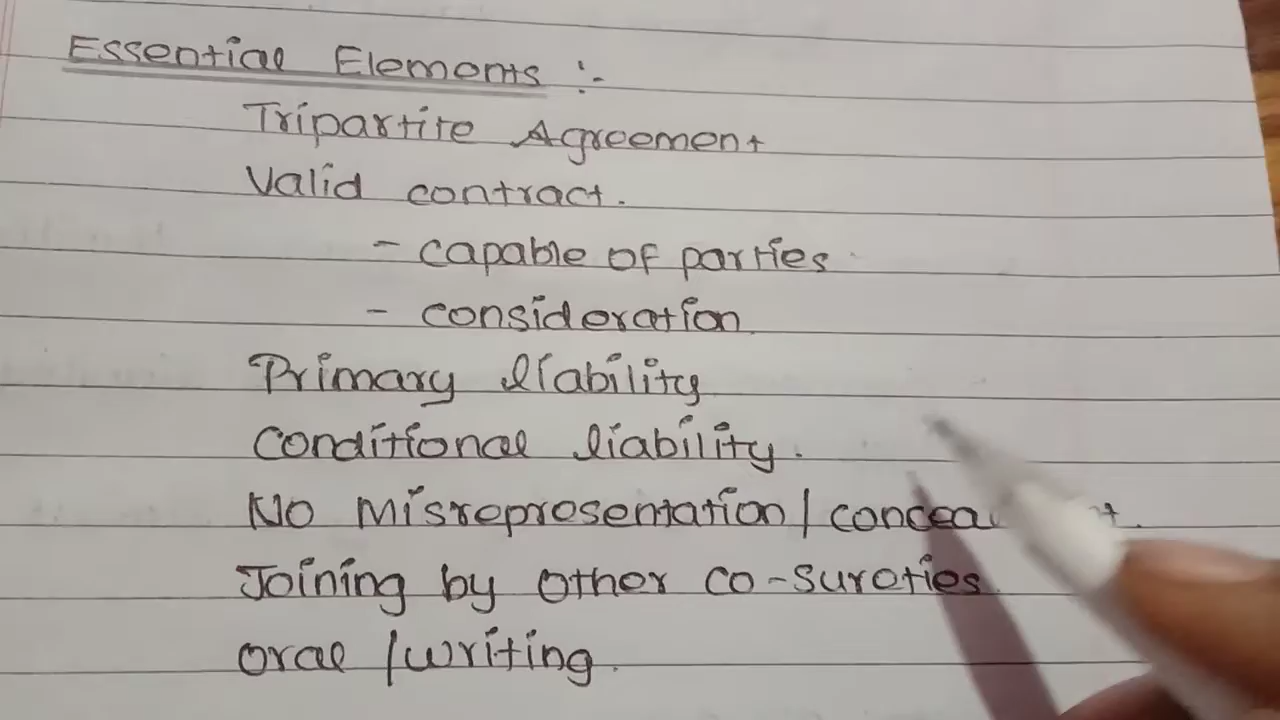 Essential Elements :-
Tripartite Agreement
Valid contract.
- capable of parties
- consideration
Primary liability
Conditional liability.
No Misrepresentation/
Joining by other co-sureties
oral /writing.